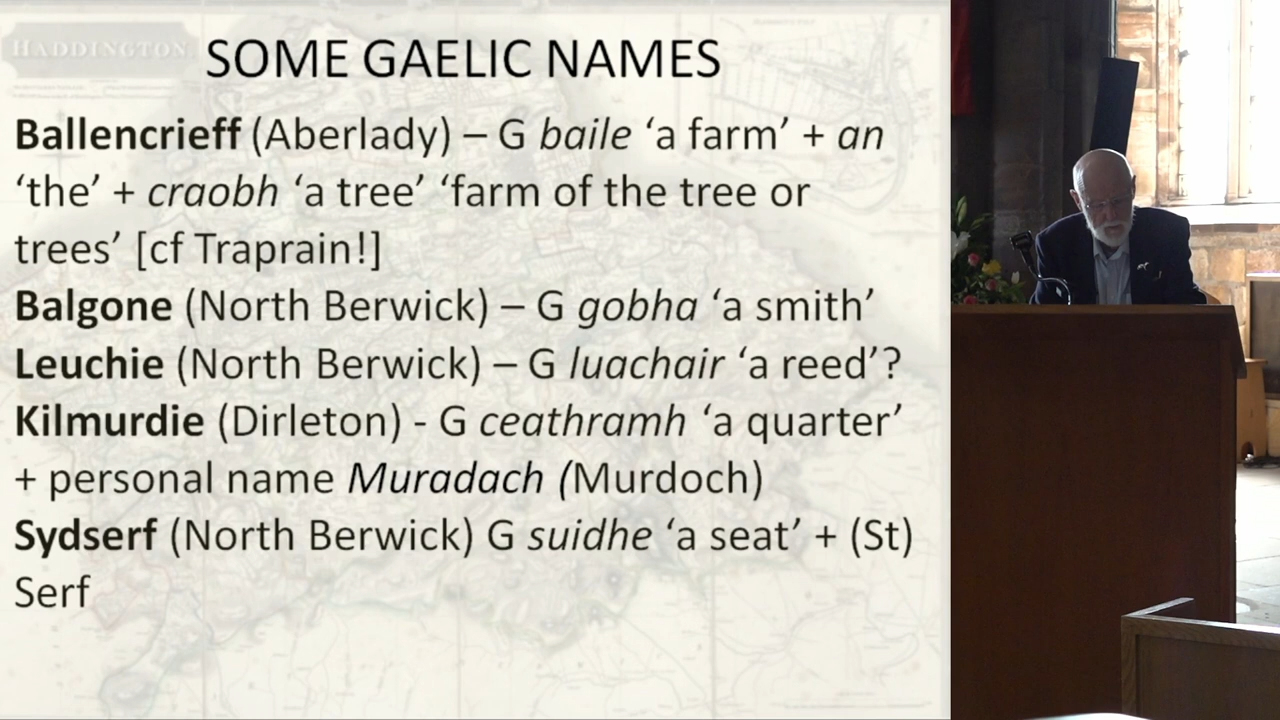 HADDINGTON
SOME GAELIC NAMES
Ballencrieff (Aberlady) – G baile ‘a farm’ + an
‘the’ + craobh ‘a tree’ ‘farm of the tree or
trees’ [cf Traprain!]
Balgone (North Berwick) – G gobha ‘a smith’
Leuchie (North Berwick) – G luachair ‘a reed’?
Kilmurdie (Dirleton) - G ceathramh ‘a quarter’
+ personal name Muradach (Murdoch)
Sydserf (North Berwick) G suidhe ‘a seat’ + (St)
Serf